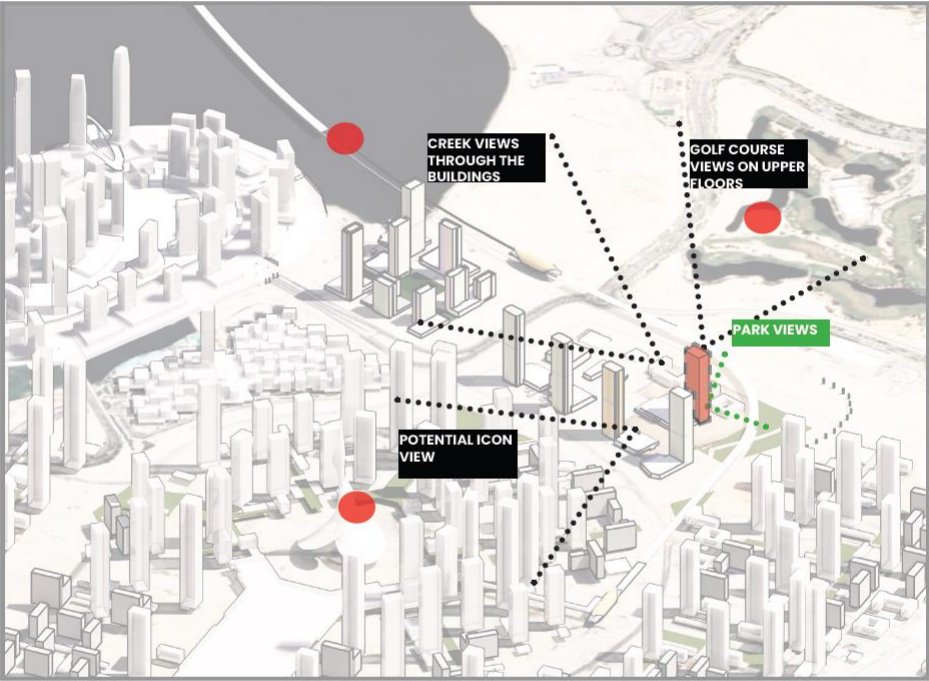 CREEK VIEWS
THROUGH THE
BUILDINGS
GOLF COURSE
VIEWS ON UPPER
FLOORS
PARK VIEWS
POTENTIAL ICON
VIEW